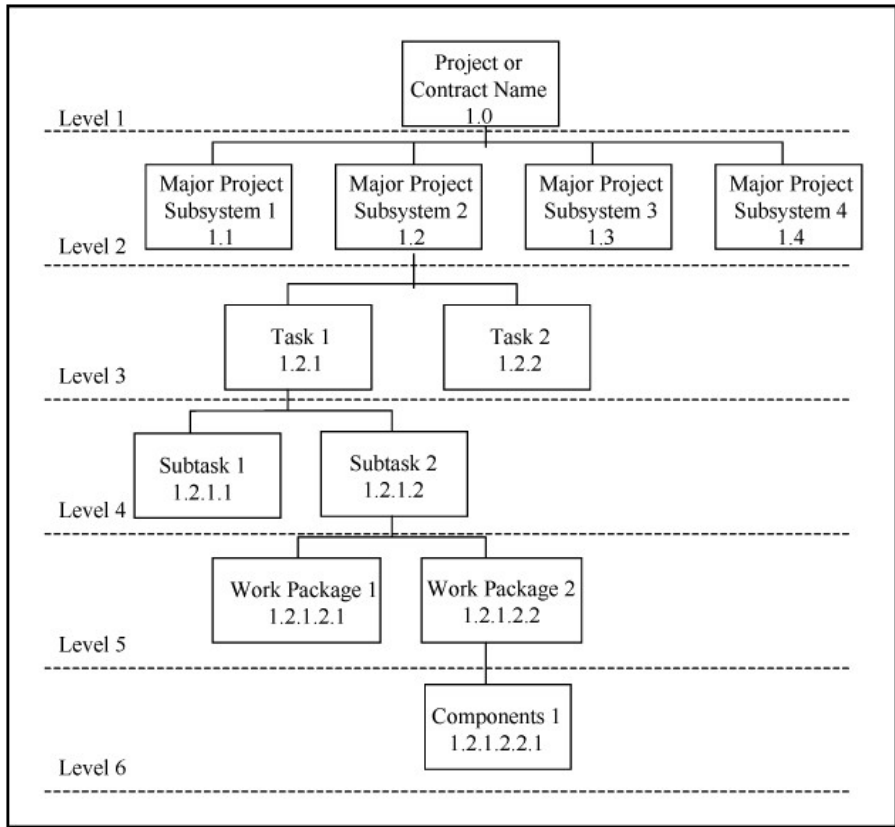 Project or
Contract Name
1.0
Level 1
Major Project
Subsystem 1
1.1
Major Project
Subsystem 2
1.2
Major Project
Subsystem 3
1.3
Major Project
Subsystem 4
1.4
Level 2
Task 1
1.2.1
Task 2
1.2.2
Level 3
Subtask 1
1.2.1.1
Subtask 2
1.2.1.2
Level 4
Work Package 1
1.2.1.2.1
Work Package 2
1.2.1.2.2
Level 5
Components 1
1.2.1.2.2.1
Level 6